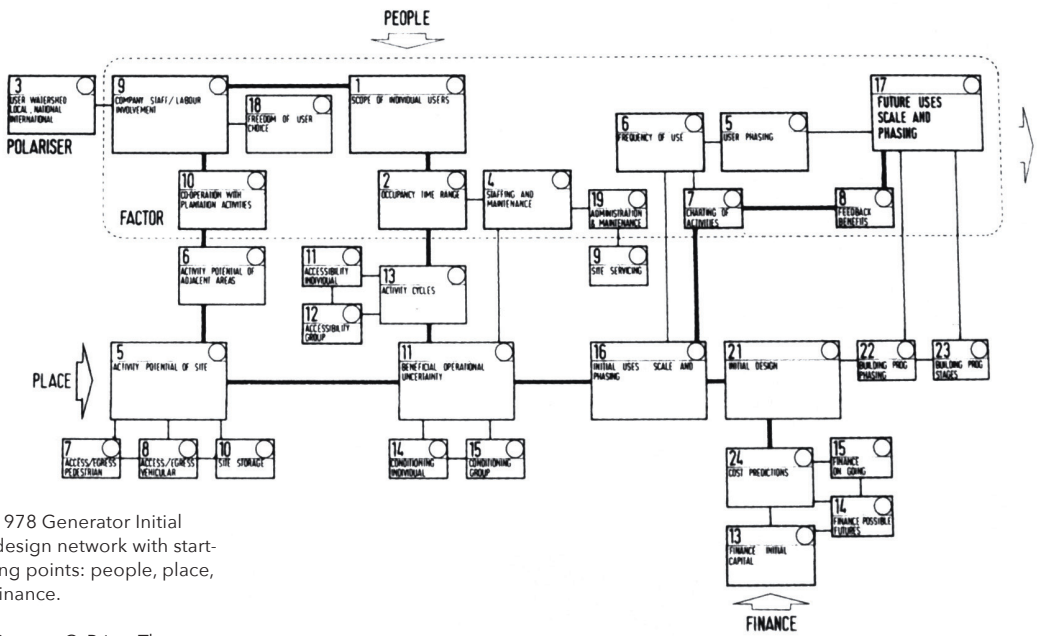 PEOPLE
3
USER WATERSHED
LOCAL, NATIONAL
INTERNATIONAL
POLARISER
9
COMPANY STAFF/LABOUR
INVOLVEMENT
18
FREEDOM OF USER
CHOICE
1
SCOPE OF INDIVIDUAL USERS
6
FREQUENCY OF USE
5
USER PHASING
17
FUTURE USES
SCALE AND
PHASING
10
CO-OPERATION WITH
PLANTATION ACTIVITIES
FACTOR
2
OCCUPANCY TIME RANGE
4
STAFFING AND
MAINTENANCE
19
ADMINISTRATION
& MAINTENANCE
7
CHARTING OF
ACTIVITIES
8
FEEDBACK
BENEFITS
6
ACTIVITY POTENTIAL OF
ADJACENT AREAS
11
ACCESSIBILITY
INDIVIDUAL
13
ACTIVITY CYCLES
9
SITE SERVICING
12
ACCESSIBILITY
GROUP
PLACE
5
ACTIVITY POTENTIAL OF SITE
11
BENEFICIAL OPERATIONAL
UNCERTAINTY
16
INITIAL USES SCALE AND
PHASING
21
INITIAL DESIGN
22
BUILDING PROG
PHASING
23
BUILDING PROG
STAGES
7
ACCESS/EGRESS
PEDESTRIAN
8
ACCESS/EGRESS
VEHICULAR
10
SITE STORAGE
14
CONDITIONING
INDIVIDUAL
15
CONDITIONING
GROUP
24
COST PREDICTIONS
15
FINANCE
ON GOING
14
FINANCE POSSIBLE
FUTURES
13
FINANCE INITIAL
CAPITAL
FINANCE
978 Generator Initial
design network with start-
ing points: people, place,
inance.